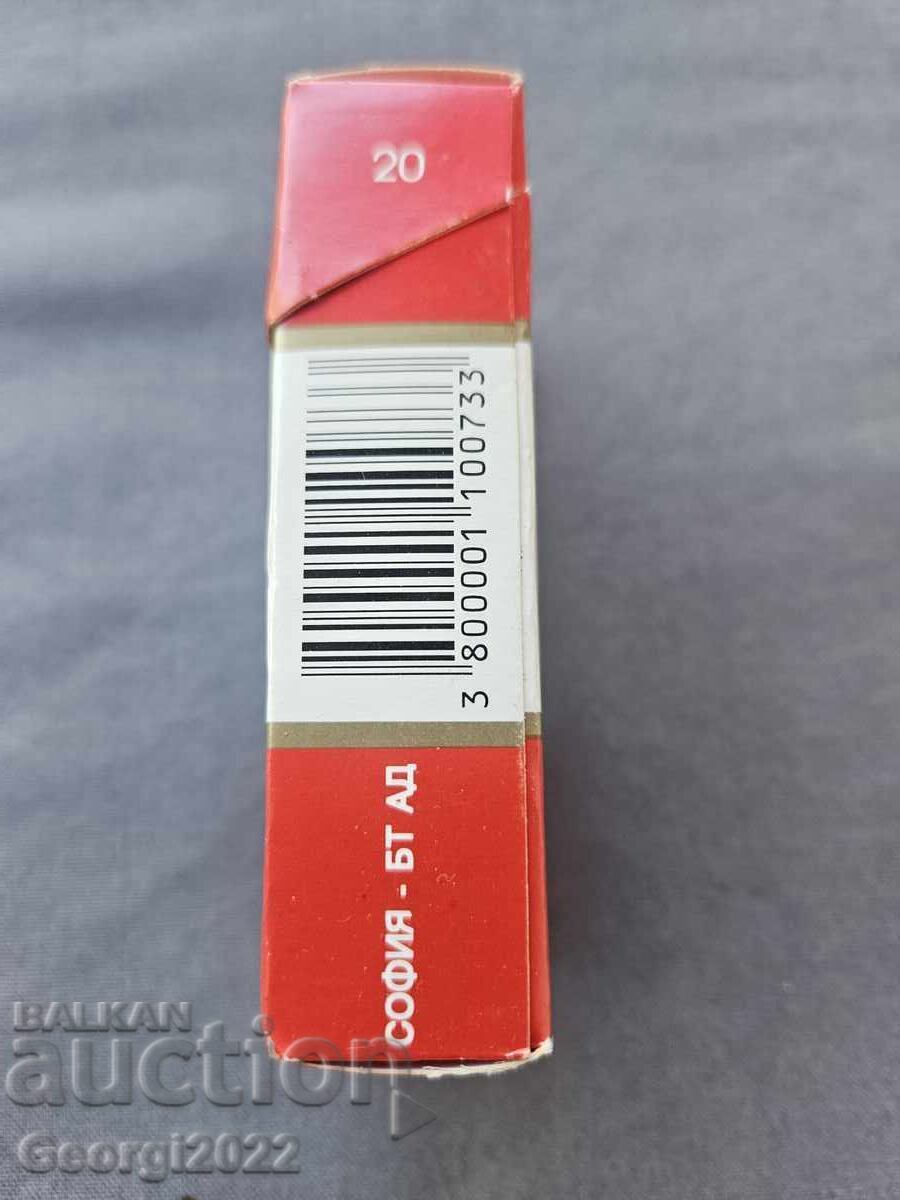 20
3 800001 100733
СОФИЯ - БТ АД
BALKAN
auction
Georgi2022